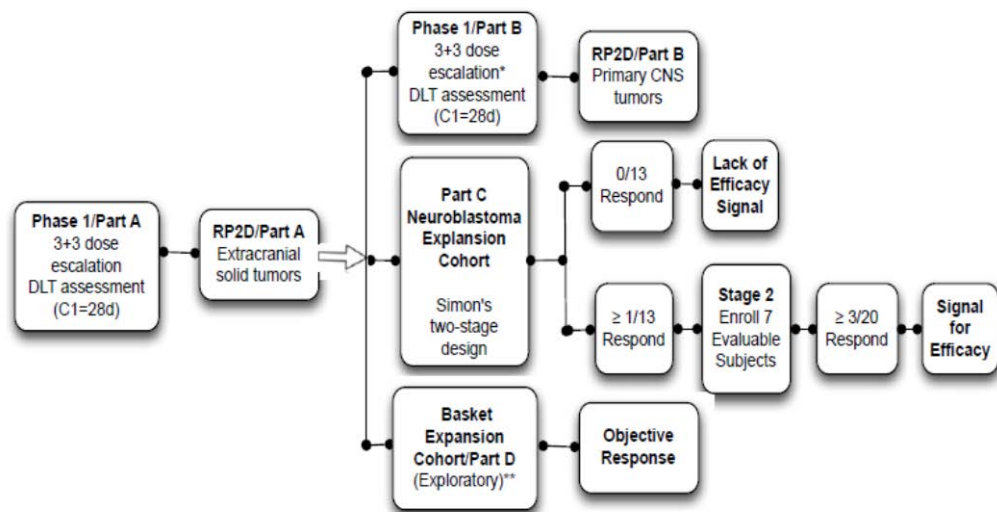 Phase 1/Part A
3+3 dose
escalation
DLT assessment
(C1=28d)
RP2D/Part A
Extracranial
solid tumors
Phase 1/Part B
3+3 dose
escalation*
DLT assessment
(C1=28d)
RP2D/Part B
Primary CNS
tumors
Part C
Neuroblastoma
Explansion
Cohort
Simon's
two-stage
design
0/13
Respond
Lack of
Efficacy
Signal
≥ 1/13
Respond
Stage 2
Enroll 7
Evaluable
Subjects
≥ 3/20
Respond
Signal
for
Efficacy
Basket
Expansion
Cohort/Part D
(Exploratory)**
Objective
Response